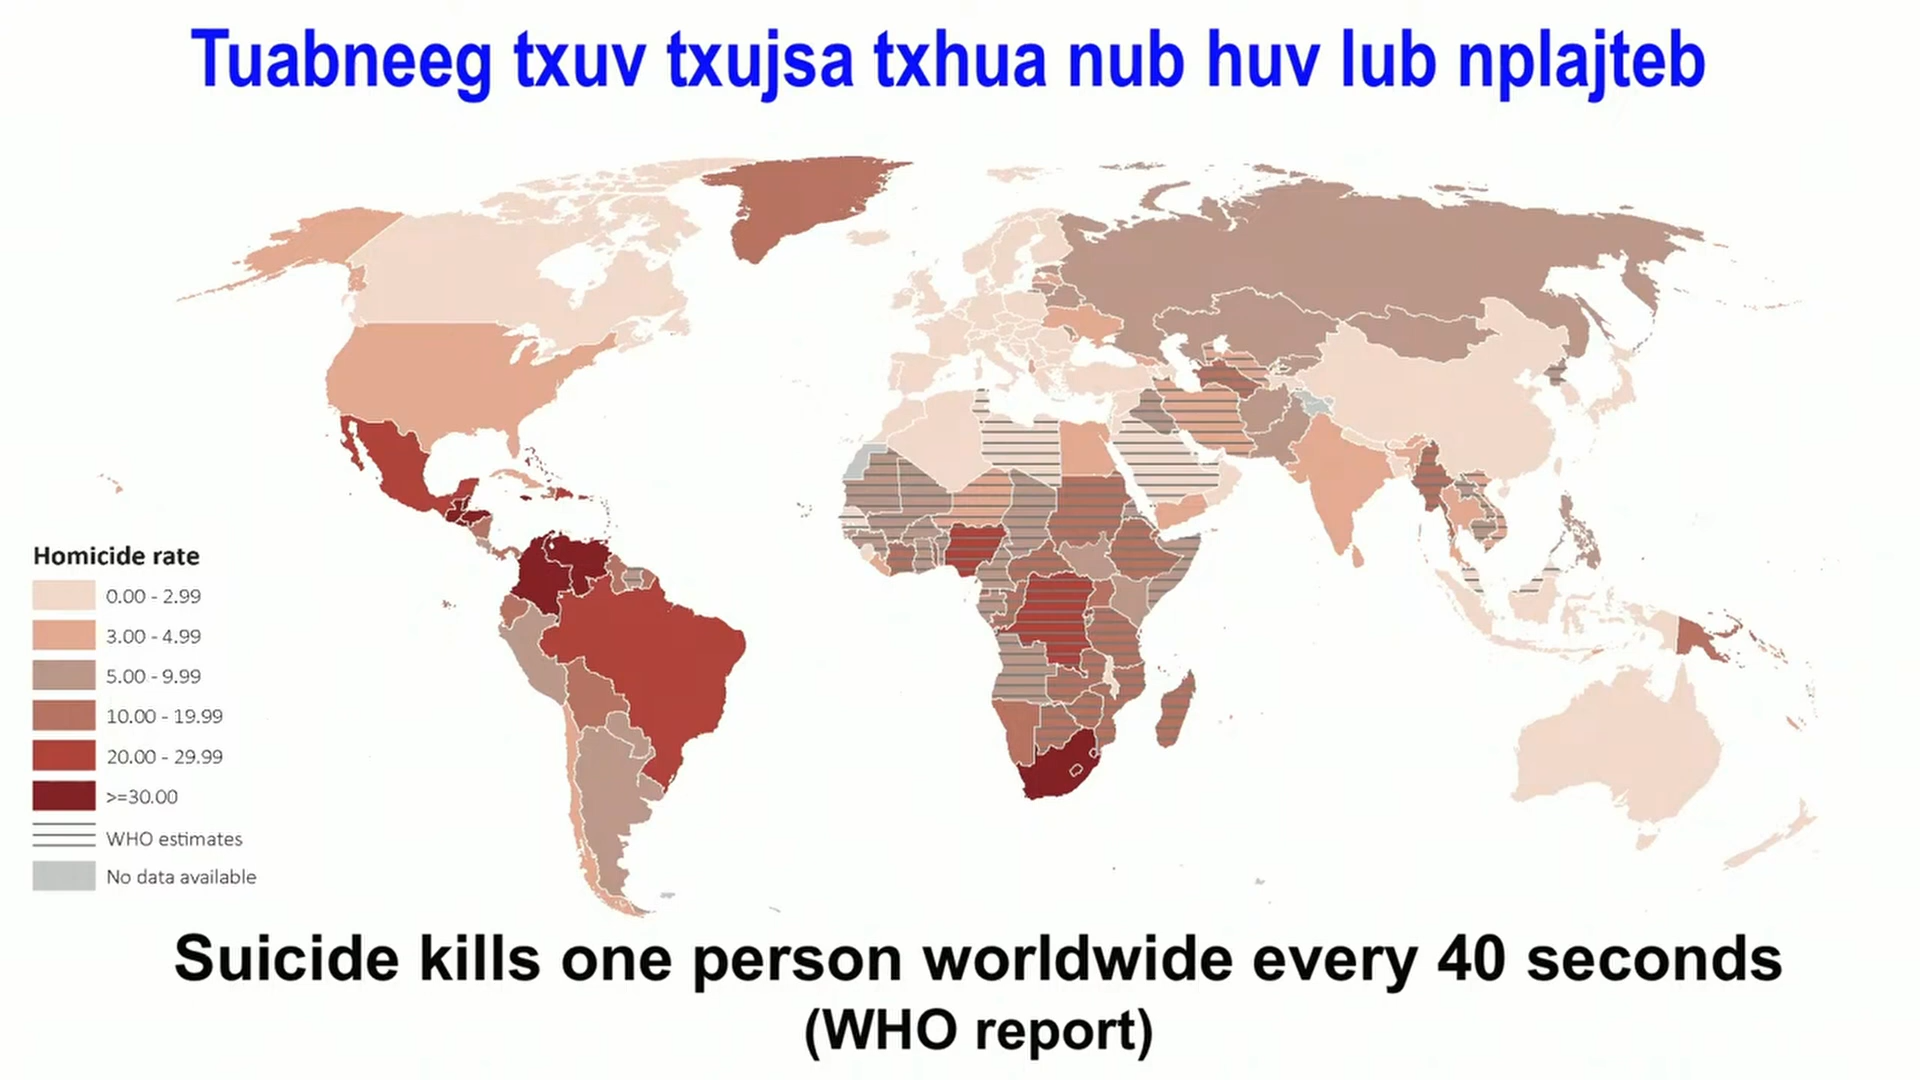 Tuabneeg txuv txujsa txhua nub huv lub nplajteb
Homicide rate
0.00 - 2.99
3.00 - 4.99
5.00 - 9.99
10.00 - 19.99
20.00 - 29.99
>=30.00
WHO estimates
No data available
Suicide kills one person worldwide every 40 seconds
(WHO report)